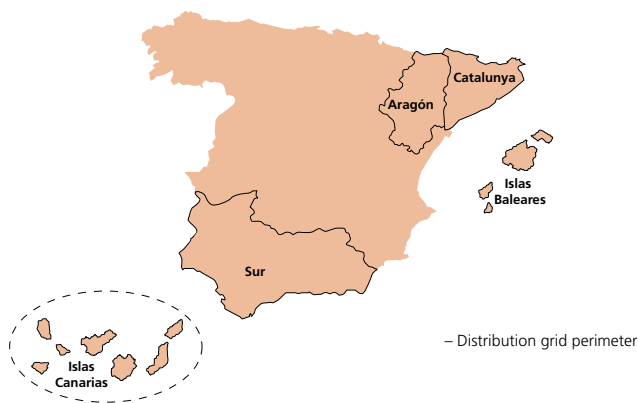 Catalunya
Aragón
Islas
Baleares
Sur
Islas
Canarias
– Distribution grid perimeter